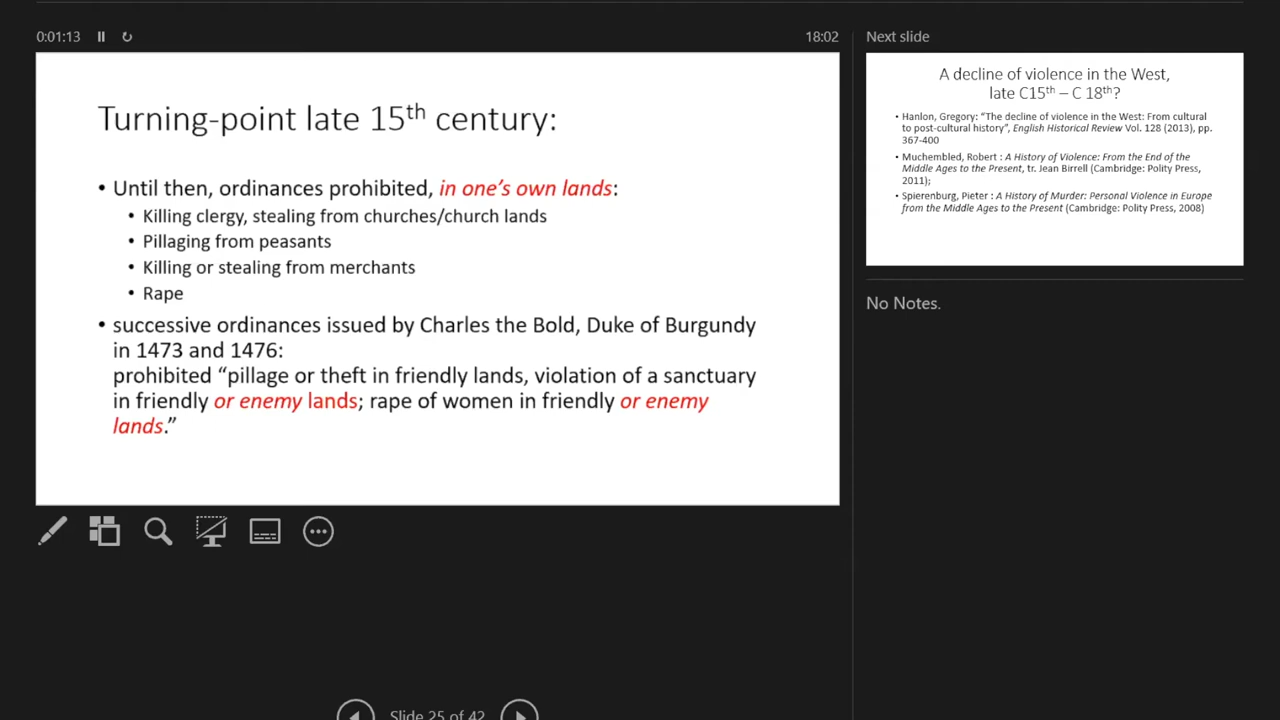 0:01:13
18:02
Next slide
Turning-point late 15th century:
• Until then, ordinances prohibited, in one's own lands:
• Killing clergy, stealing from churches/church lands
• Pillaging from peasants
• Killing or stealing from merchants
• Rape
• successive ordinances issued by Charles the Bold, Duke of Burgundy
in 1473 and 1476:
prohibited “pillage or theft in friendly lands, violation of a sanctuary
in friendly or enemy lands; rape of women in friendly or enemy
lands.”
A decline of violence in the West,
late C15th – C 18th?
• Hanlon, Gregory: “The decline of violence in the West: From cultural
to post-cultural history”, English Historical Review Vol. 128 (2013), pp.
367-400
• Muchembled, Robert : A History of Violence: From the End of the
Middle Ages to the Present, tr. Jean Birrell (Cambridge: Polity Press,
2011);
• Spierenburg, Pieter : A History of Murder: Personal Violence in Europe
from the Middle Ages to the Present (Cambridge: Polity Press, 2008)
No Notes.
Slide 25 of 42